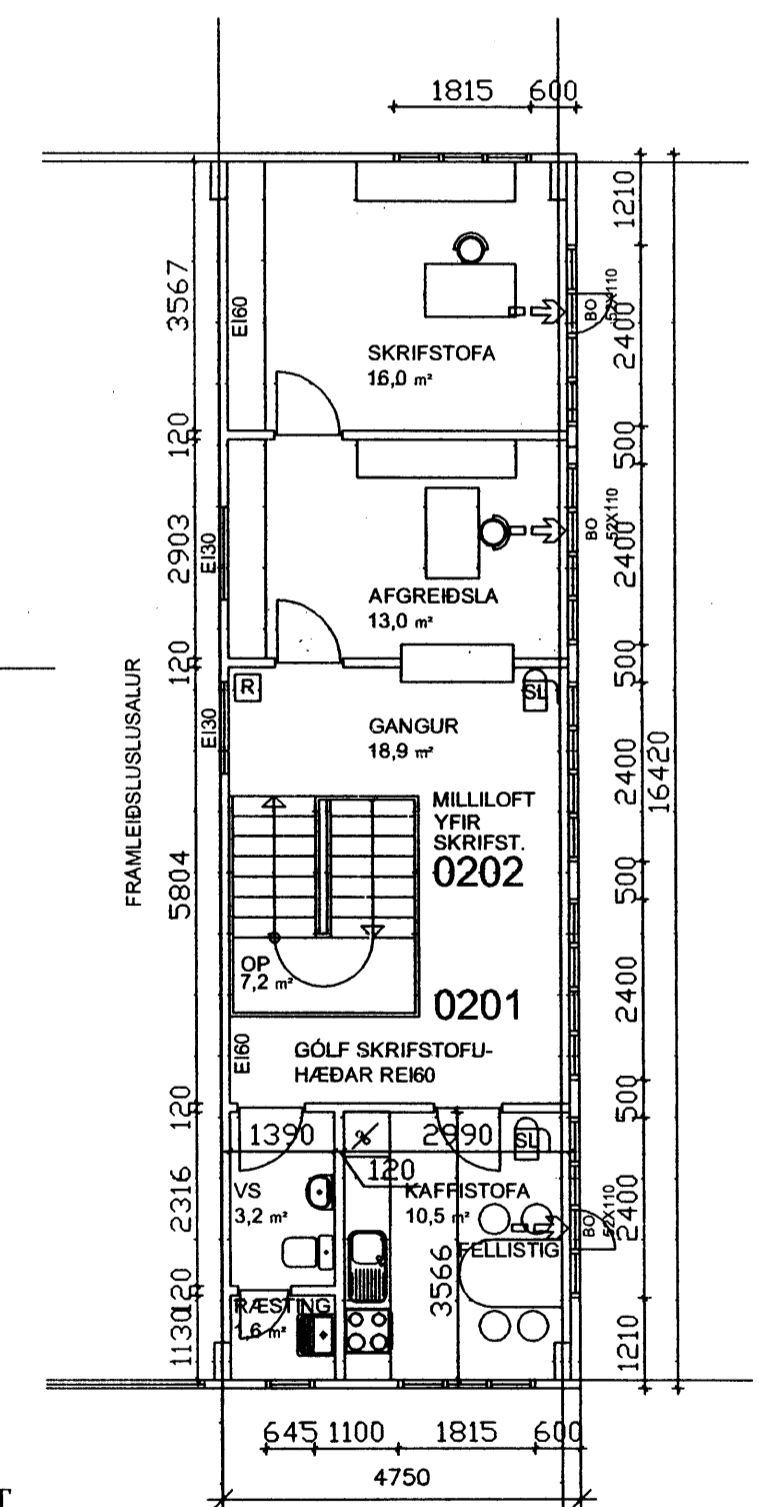 1815 600
1210
3567
EI60
BO
52X110
2400
SKRIFSTOFA
16,0 m²
120
500
2903
EI30
BO
52X110
2400
AFGREIÐSLA
13,0 m²
120
500
R
SL
FRAMLEIÐSLUSLUSALUR
EI30
GANGUR
18,9 m²
2400
16420
MILLILOFT
YFIR
SKRIFST.
0202
5804
500
OP
7,2 m²
0201
2400
EI60
GÓLF SKRIFSTOFU-
HÆÐAR REI60
120
500
1390 2990 SL
120
VS
3,2 m²
KAFFISTOFA
10,5 m²
2316
2400
BO
52X110
FELLISTIG
3566
120
RÆSTING
1,6 m²
1130
1210
645 1100 1815 600
4750
T